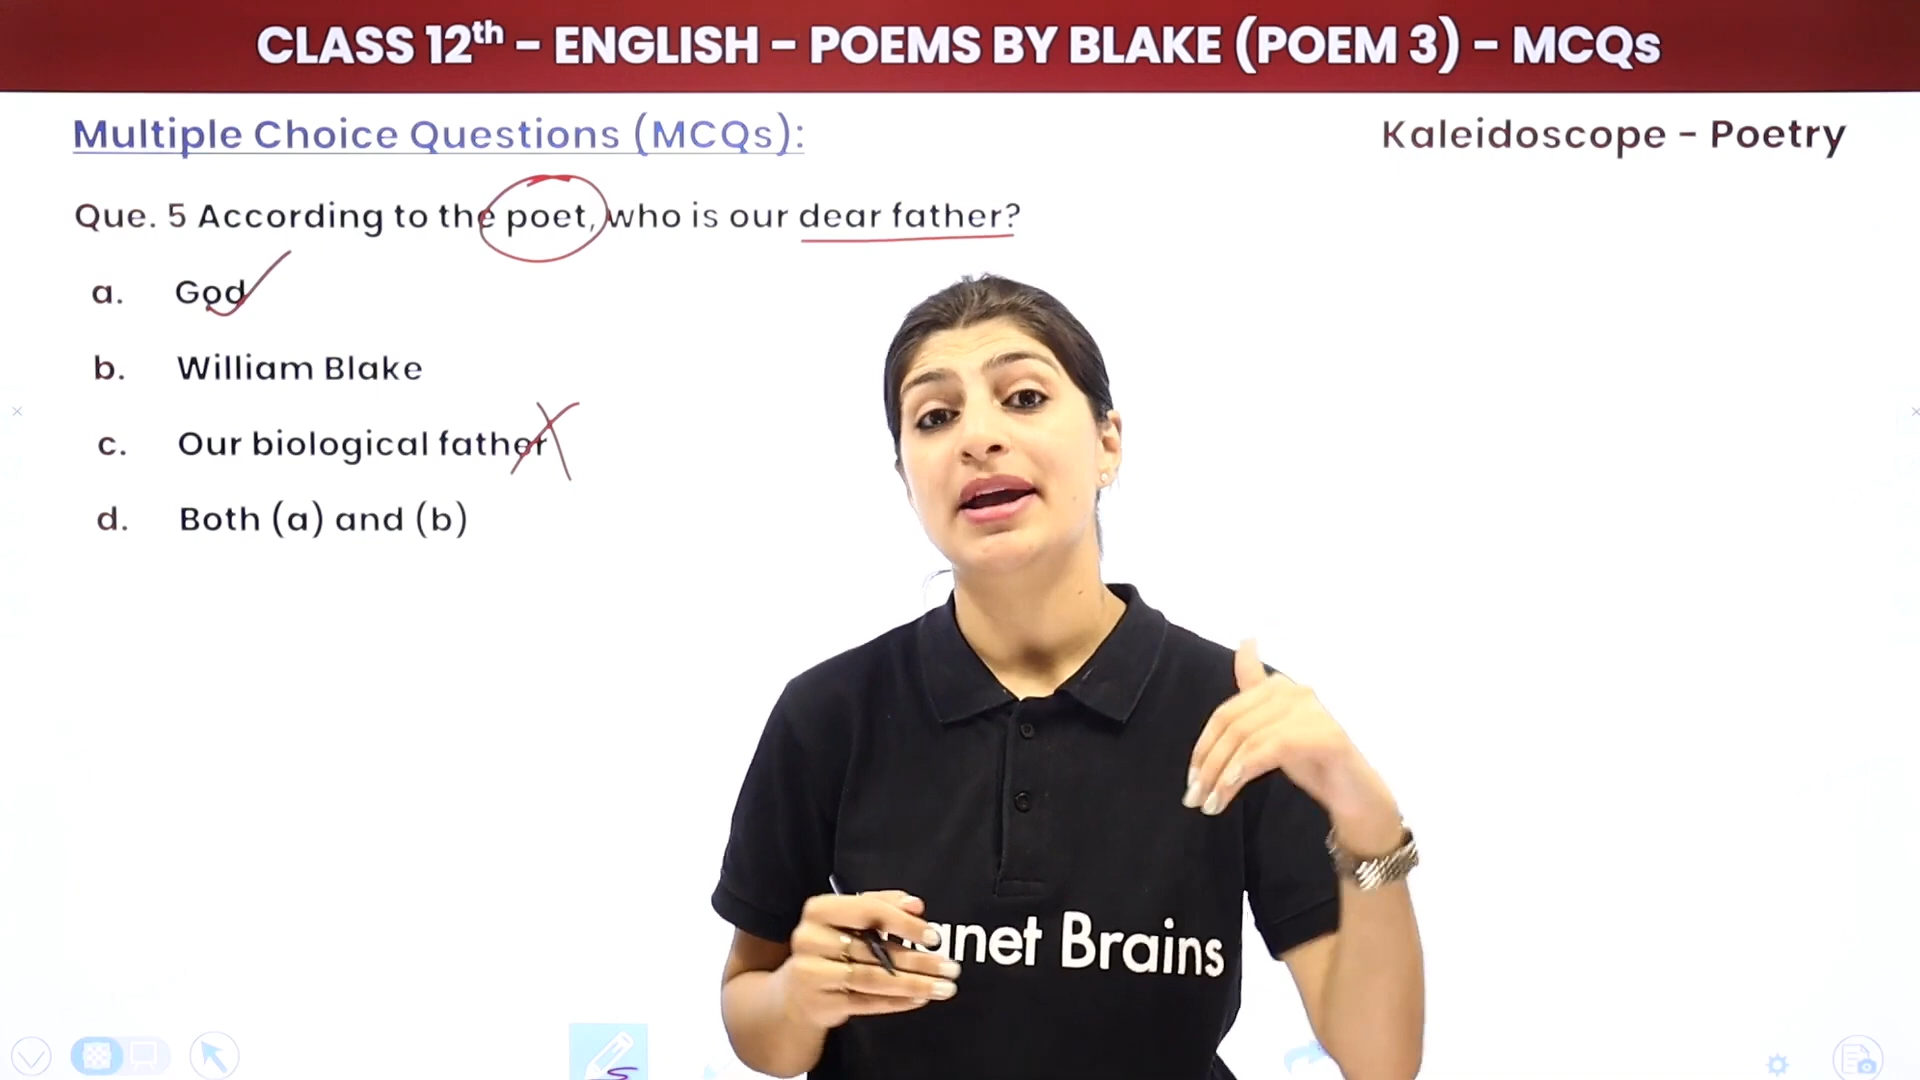 CLASS 12th - ENGLISH - POEMS BY BLAKE (POEM 3) - MCQs
Multiple Choice Questions (MCQs):
Kaleidoscope - Poetry
Que. 5 According to the poet, who is our dear father?
a. God
b. William Blake
c. Our biological father
d. Both (a) and (b)
Brains